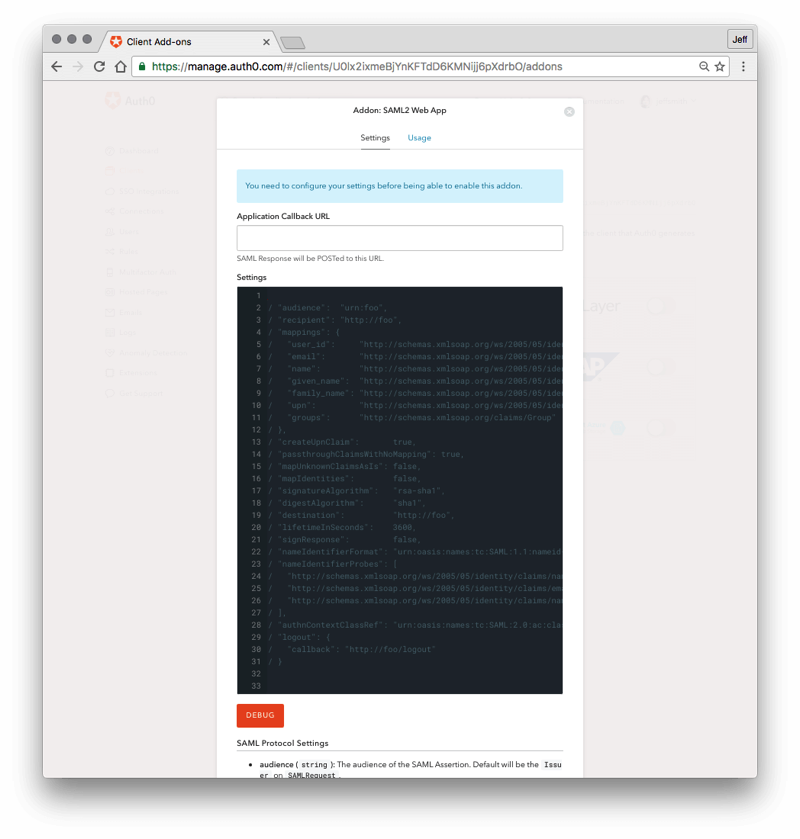 Client Add-ons
Jeff
https://manage.auth0.com/#/clients/U0lx2ixmeBjYnKFTdD6KMNijj6pXdrbO/addons
Auth0
Addon: SAML2 Web App
Settings Usage
You need to configure your settings before being able to enable this addon.
Application Callback URL
SAML Response will be POSTed to this URL.
Settings
1
2 / "audience": "urn:foo",
3 / "recipient": "http://foo",
4 / "mappings": {
5 / "user_id": "http://schemas.xmlsoap.org/ws/2005/05/ide
6 / "email": "http://schemas.xmlsoap.org/ws/2005/05/ide
7 / "name": "http://schemas.xmlsoap.org/ws/2005/05/ide
8 / "given_name": "http://schemas.xmlsoap.org/ws/2005/05/ide
9 / "family_name": "http://schemas.xmlsoap.org/ws/2005/05/ide
10 / "upn": "http://schemas.xmlsoap.org/ws/2005/05/ide
11 / "groups": "http://schemas.xmlsoap.org/claims/Group"
12 / },
13 / "createUpnClaim": true,
14 / "passthroughClaimsWithNoMapping": true,
15 / "mapUnknownClaimsAsIs": false,
16 / "mapIdentities": false,
17 / "signatureAlgorithm": "rsa-sha1",
18 / "digestAlgorithm": "sha1",
19 / "destination": "http://foo",
20 / "lifetimeInSeconds": 3600,
21 / "signResponse": false,
22 / "nameIdentifierFormat": "urn:oasis:names:tc:SAML:1.1:nameid
23 / "nameIdentifierProbes": [
24 / "http://schemas.xmlsoap.org/ws/2005/05/identity/claims/na
25 / "http://schemas.xmlsoap.org/ws/2005/05/identity/claims/em
26 / "http://schemas.xmlsoap.org/ws/2005/05/identity/claims/na
27 / ],
28 / "authnContextClassRef": "urn:oasis:names:tc:SAML:2.0:ac:cla
29 / "logout": {
30 / "callback": "http://foo/logout"
31 / }
32
33
Layer
DEBUG
SAML Protocol Settings
• audience ( string ): The audience of the SAML Assertion. Default will be the Issu
er on SAMLRequest .